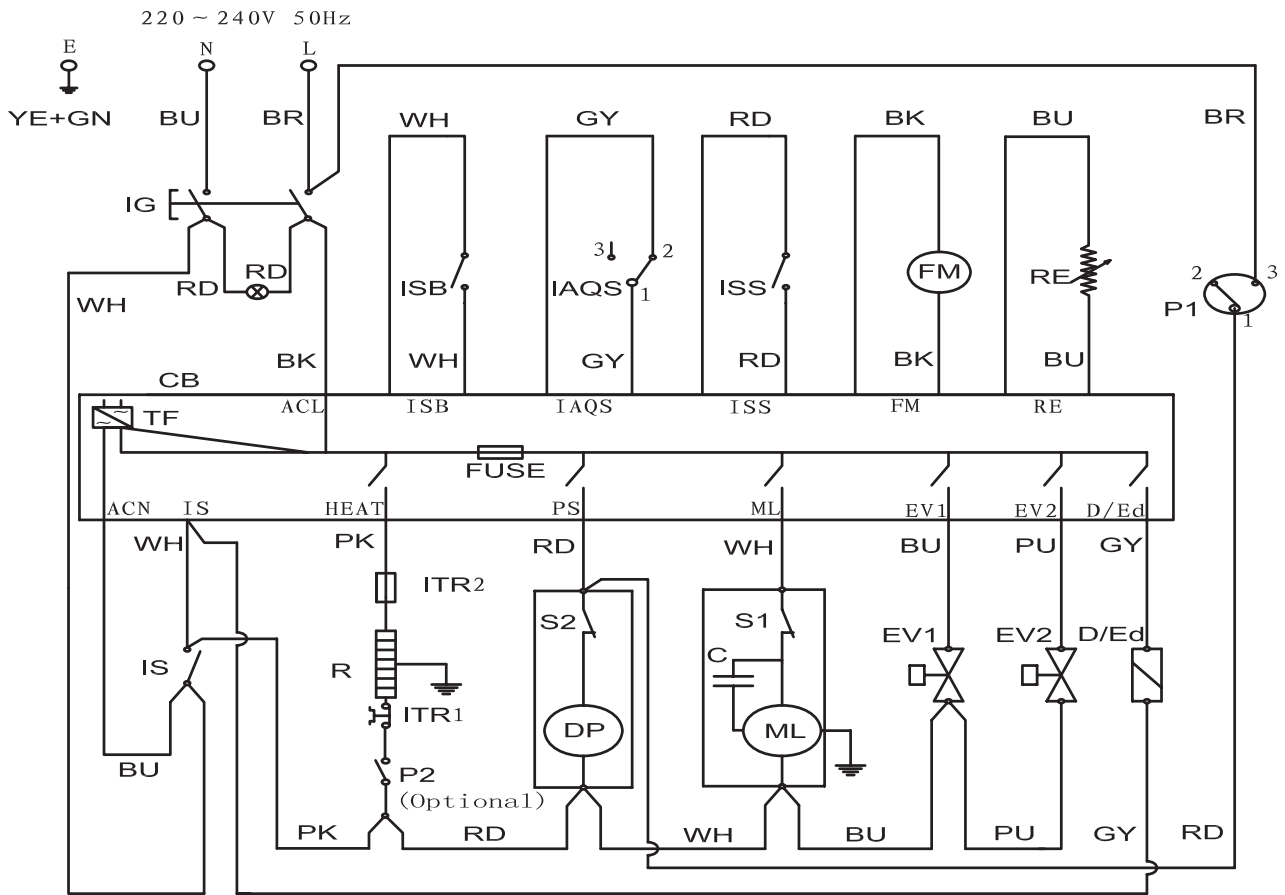 220 ~ 240V 50Hz
E N L
YE+GN BU BR WH GY RD BK BU BR
IG
3 2
RD
RD ISB IAQS 1 ISS FM RE 2 3
WH P1 1
BK WH GY RD BK BU
CB
ACL ISB IAQS ISS FM RE
~
~ TF
FUSE
ACN IS HEAT PS ML EV1 EV2 D/Ed
WH PK RD WH BU PU GY
ITR2
S2 S1 EV1 EV2 D/Ed
C
IS R
ITR1 DP ML
BU P2
(Optional)
PK RD WH BU PU GY RD